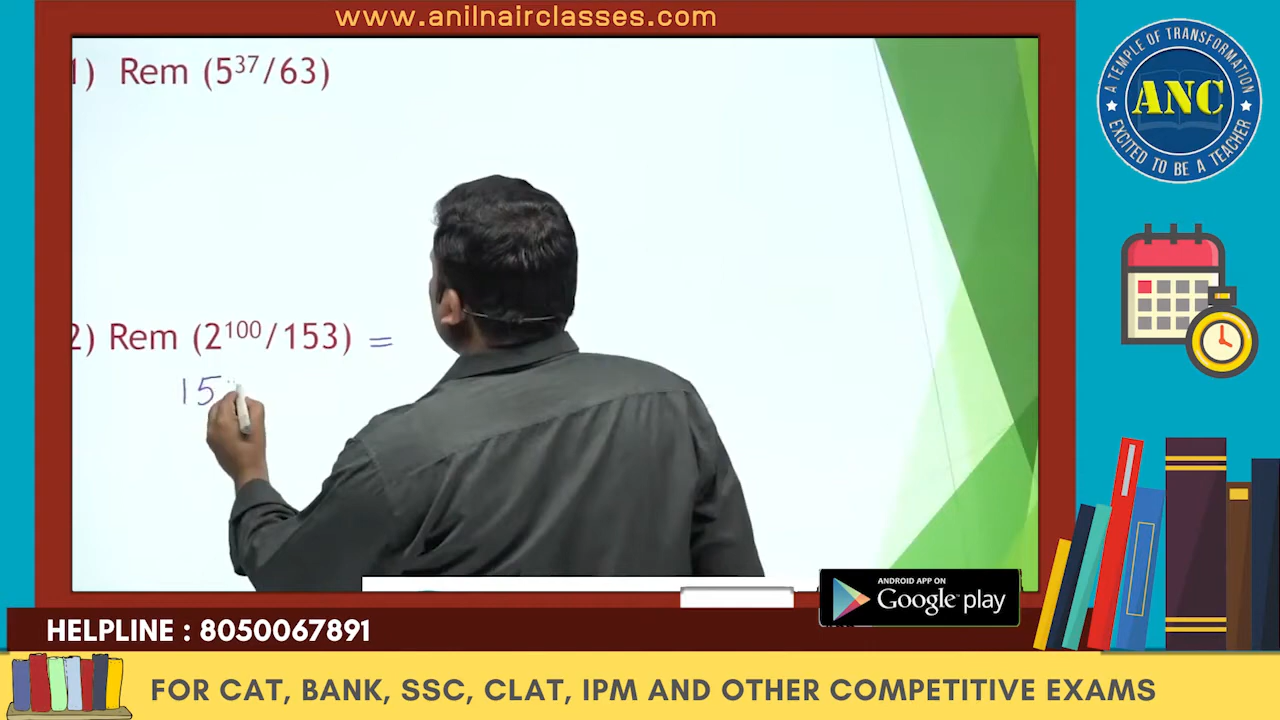 www.anilnairclasses.com
1) Rem (5³⁷/63)
2) Rem (2¹⁰⁰/153) =
15
A TEMPLE OF TRANSFORMATION
ANC
EXCITED TO BE A TEACHER
ANDROID APP ON
Google play
HELPLINE : 8050067891
FOR CAT, BANK, SSC, CLAT, IPM AND OTHER COMPETITIVE EXAMS